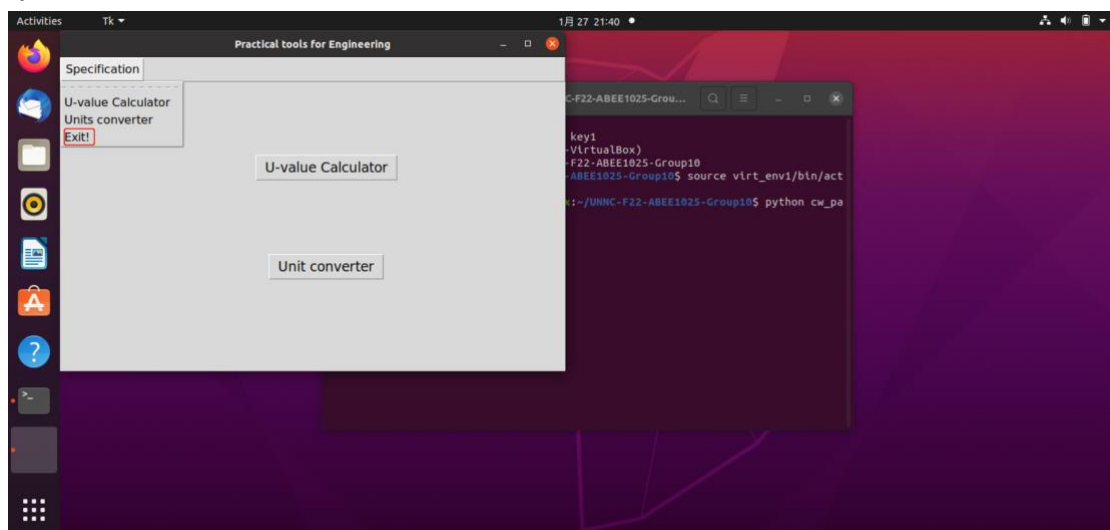 Activities Tk 1月 27 21:40
Practical tools for Engineering
Specification
U-value Calculator
Units converter
Exit!
U-value Calculator
Unit converter
C-F22-ABEE1025-Grou...
key1
-VirtualBox)
-F22-ABEE1025-Group10
-ABEE1025-Group10$ source virt_env1/bin/act
x:~/UNNC-F22-ABEE1025-Group10$ python cw_pa